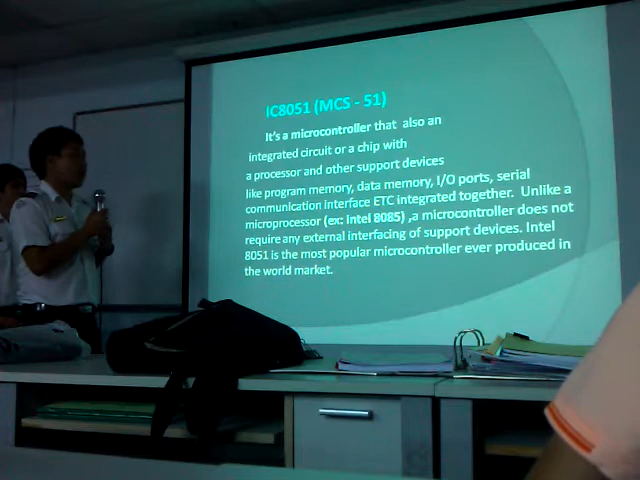 IC8051 (MCS - 51)
It's a microcontroller that also an
integrated circuit or a chip with
a processor and other support devices
like program memory, data memory, I/O ports, serial
communication interface ETC integrated together. Unlike a
microprocessor (ex: intel 8085) ,a microcontroller does not
require any external interfacing of support devices. Intel
8051 is the most popular microcontroller ever produced in
the world market.